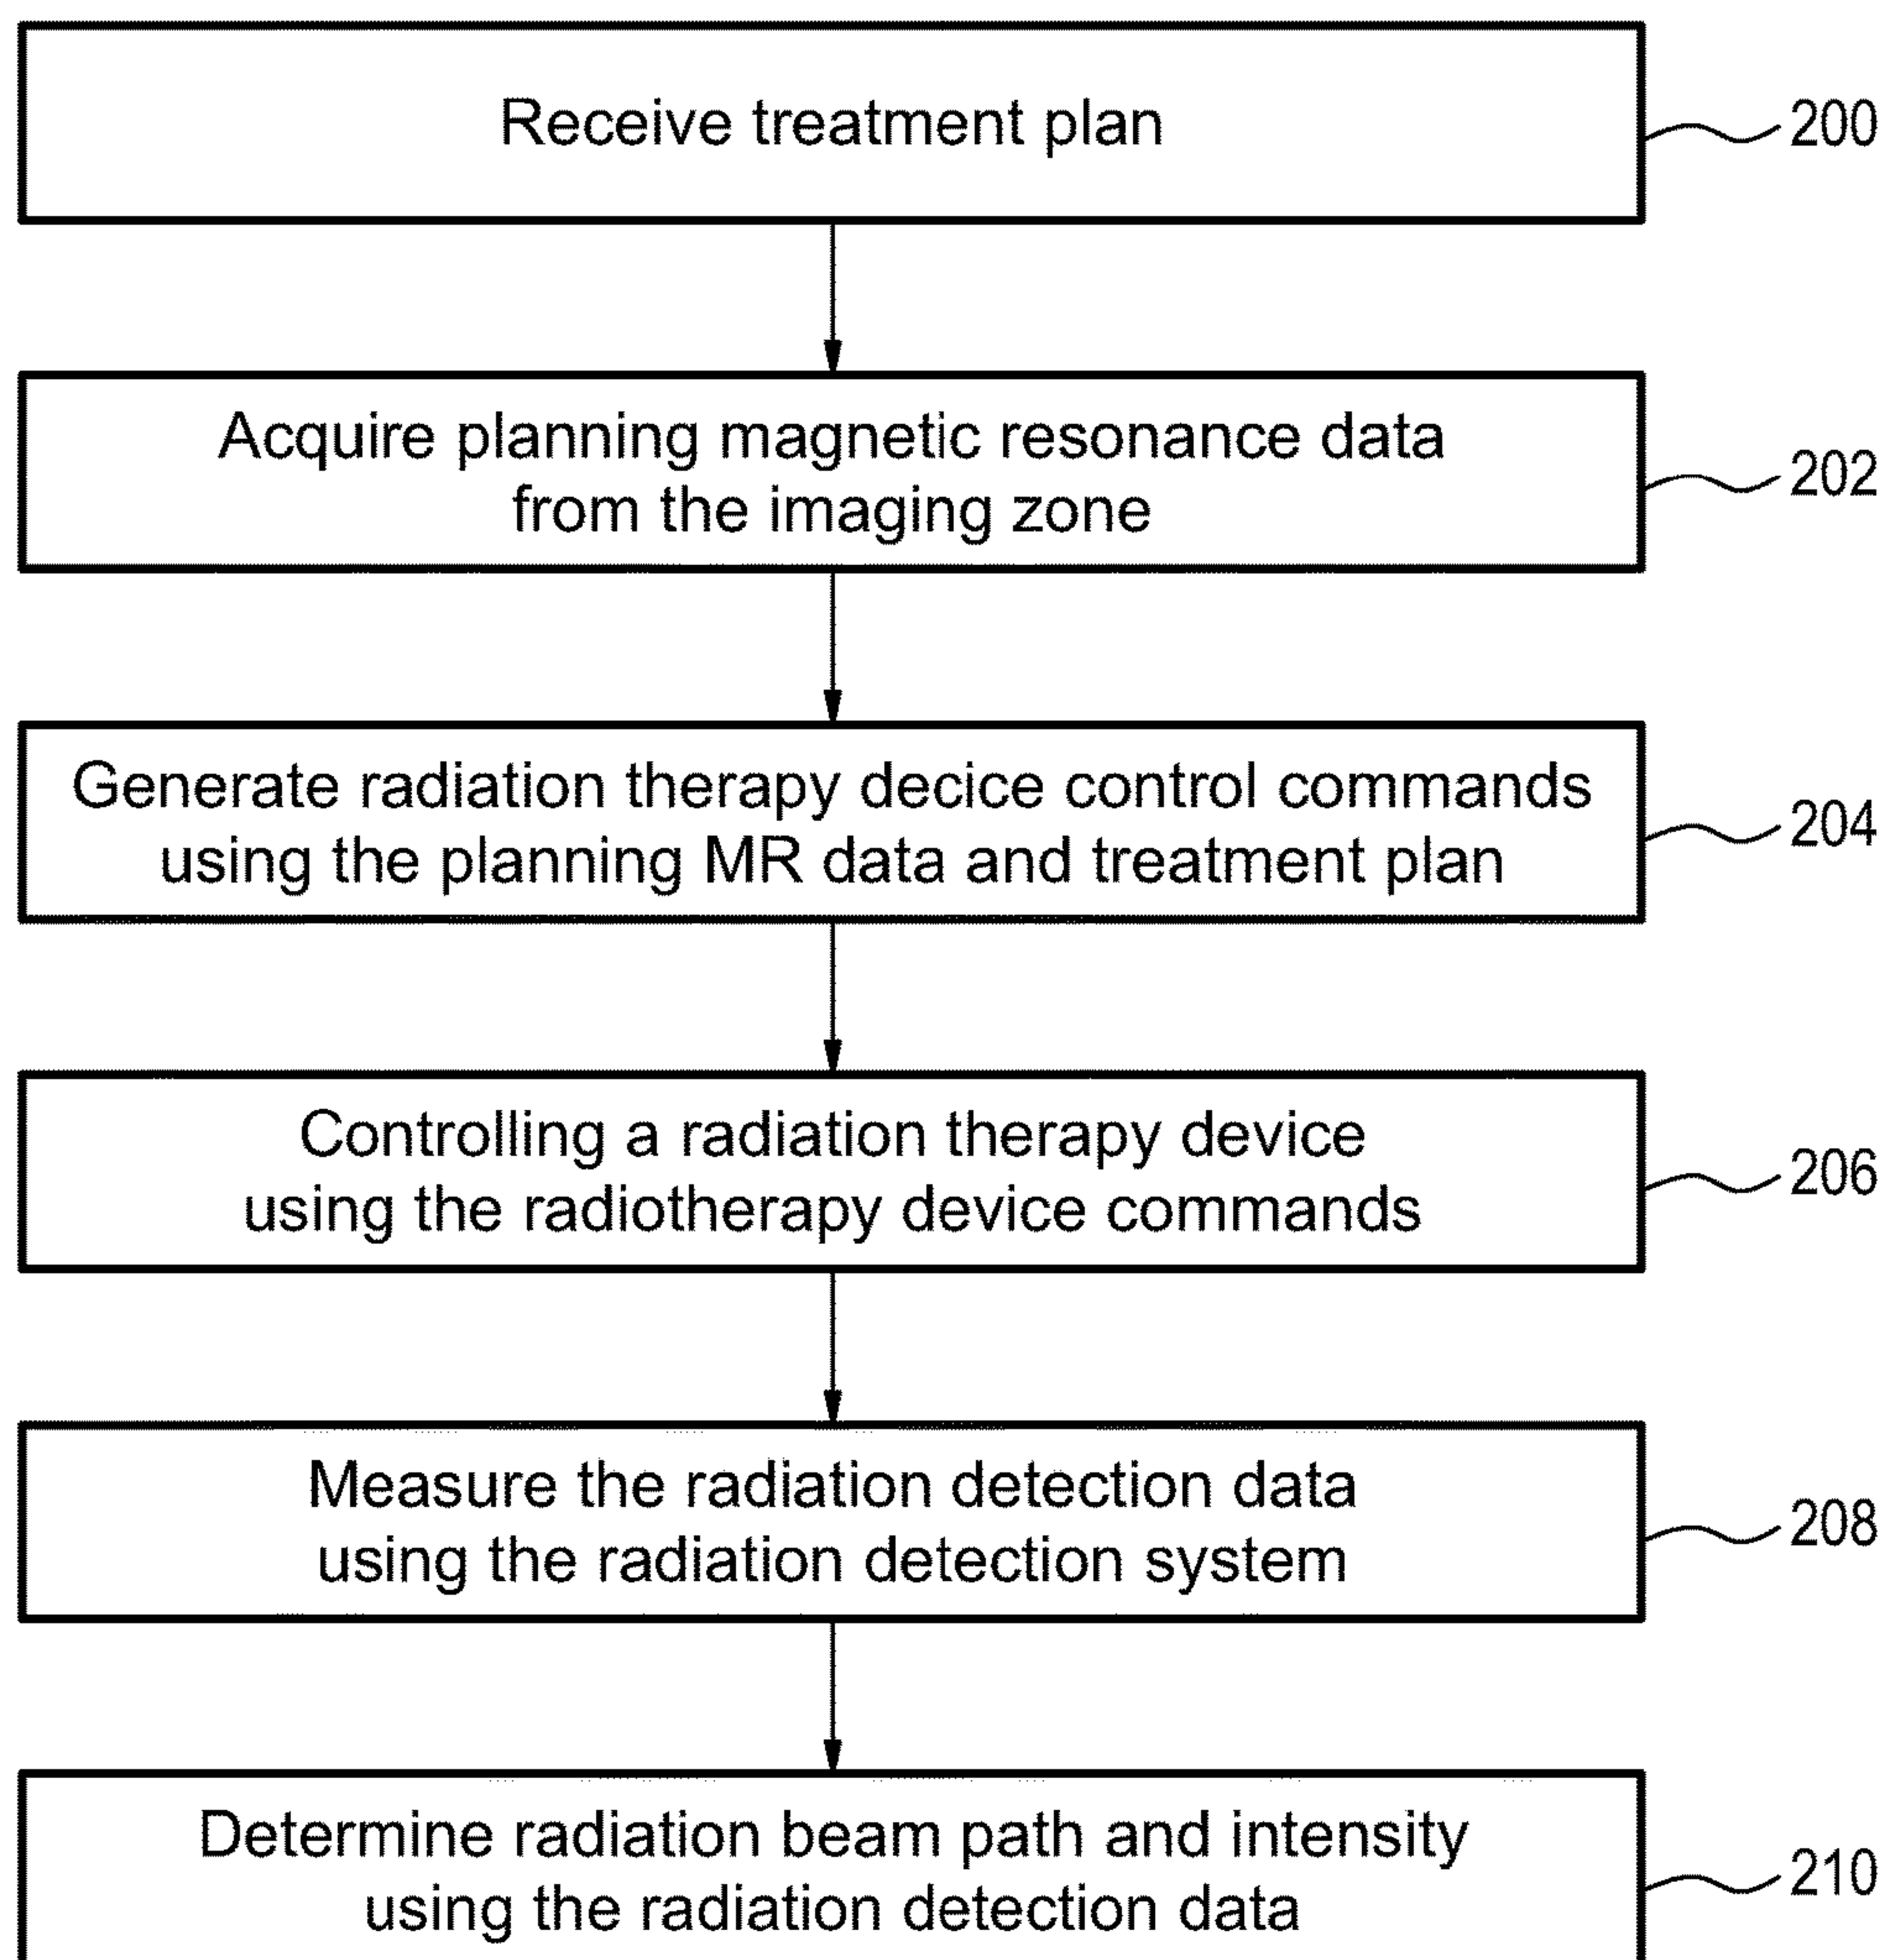 Receive treatment plan
200
Acquire planning magnetic resonance data
from the imaging zone
202
Generate radiation therapy decice control commands
using the planning MR data and treatment plan
204
Controlling a radiation therapy device
using the radiotherapy device commands
206
Measure the radiation detection data
using the radiation detection system
208
Determine radiation beam path and intensity
using the radiation detection data
210